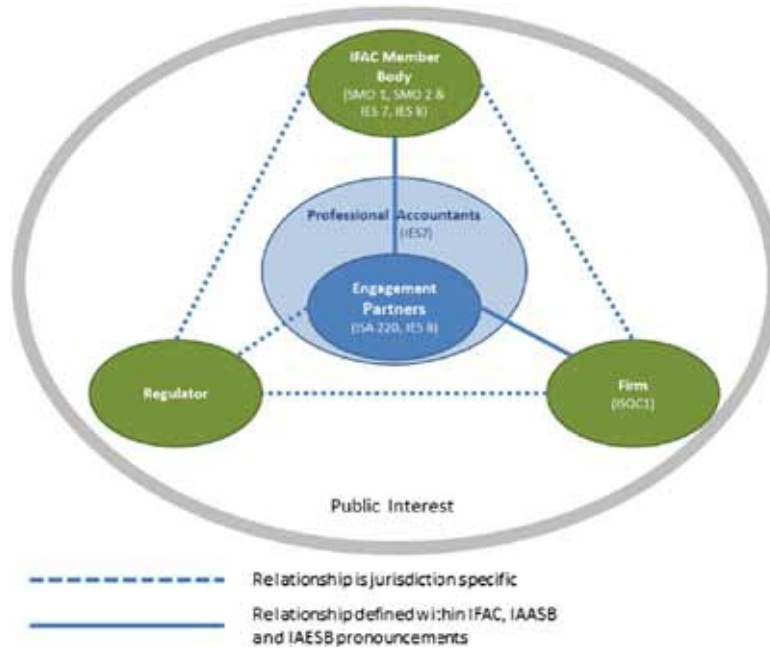 IFAC Member
Body
(SMO 1, SMO 2 &
IES 7, IES 8)
Professional Accountants
(IES7)
Engagement
Partners
(ISA 220, IES 8)
Regulator
Firm
(ISQC1)
Public Interest
Relationship is jurisdiction specific
Relationship defined within IFAC, IAASB
and IAESB pronouncements